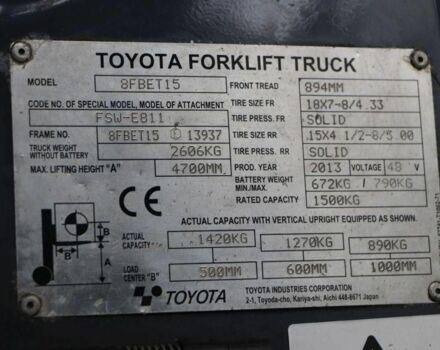 TOYOTA FORKLIFT TRUCK
MODEL 8FBET15 FRONT TREAD 894MM
CODE NO. OF SPECIAL MODEL, MODEL OF ATTACHMENT TIRE SIZE FR 18X7-8/4.33
FSW-E811 TIRE PRESS. FR SOLID
FRAME NO. 8FBET15 13937 TIRE SIZE RR 15X4 1/2-8/5.00
TRUCK WEIGHT WITHOUT BATTERY 2606KG TIRE PRESS. RR SOLID
PROD. YEAR 2013 VOLTAGE 48 V
MAX. LIFTING HEIGHT "A" 4700MM BATTERY WEIGHT MIN./MAX. 672KG / 790KG
RATED CAPACITY 1500KG
CE
ACTUAL CAPACITY WITH VERTICAL UPRIGHT EQUIPPED AS SHOWN.
ACTUAL CAPACITY 1420KG 1270KG 890KG
LOAD CENTER "B" 500MM 600MM 1000MM
B
B
A
TOYOTA
TOYOTA INDUSTRIES CORPORATION
2-1, Toyoda-cho, Kariya-shi, Aichi 448-8671 Japan